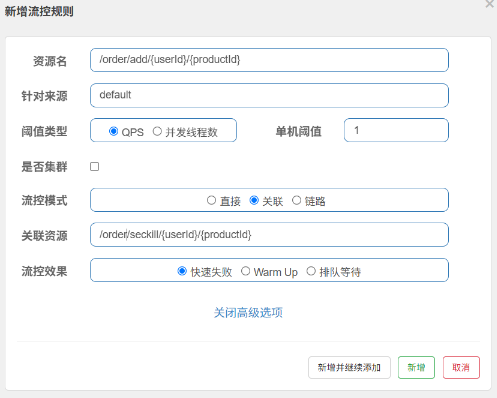 新增流控规则
×
资源名 /order/add/{userId}/{productId}
针对来源 default
阈值类型 QPS 并发线程数 单机阈值 1
是否集群
流控模式 直接 关联 链路
关联资源 /order/seckill/{userId}/{productId}
流控效果 快速失败 Warm Up 排队等待
关闭高级选项
新增并继续添加 新增 取消